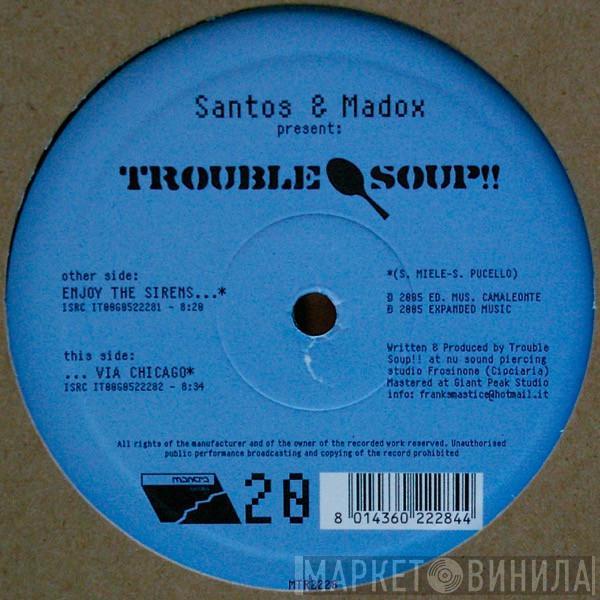 Santos & Madox
present:
TROUBLE SOUP!!
other side:
ENJOY THE SIRENS...*
ISRC IT00G0522201 - 8:20
this side:
... VIA CHICAGO*
ISRC IT00G0522202 - 8:34
*(S. MIELE-S. PUCELLO)
2005 ED. MUS. CAMALEONTE
2005 EXPANDED MUSIC
Written & Produced by Trouble
Soup!! at nu sound piercing
studio Frosinone (Ciociaria)
Mastered at Giant Peak Studio
info: franksmastice@hotmail.it
All rights of the manufacturer and of the owner of the recorded work reserved. Unauthorised
public performance broadcasting and copying of the record prohibited
mantra
20
8 014360 222844
МАРКЕТ ВИНИЛА